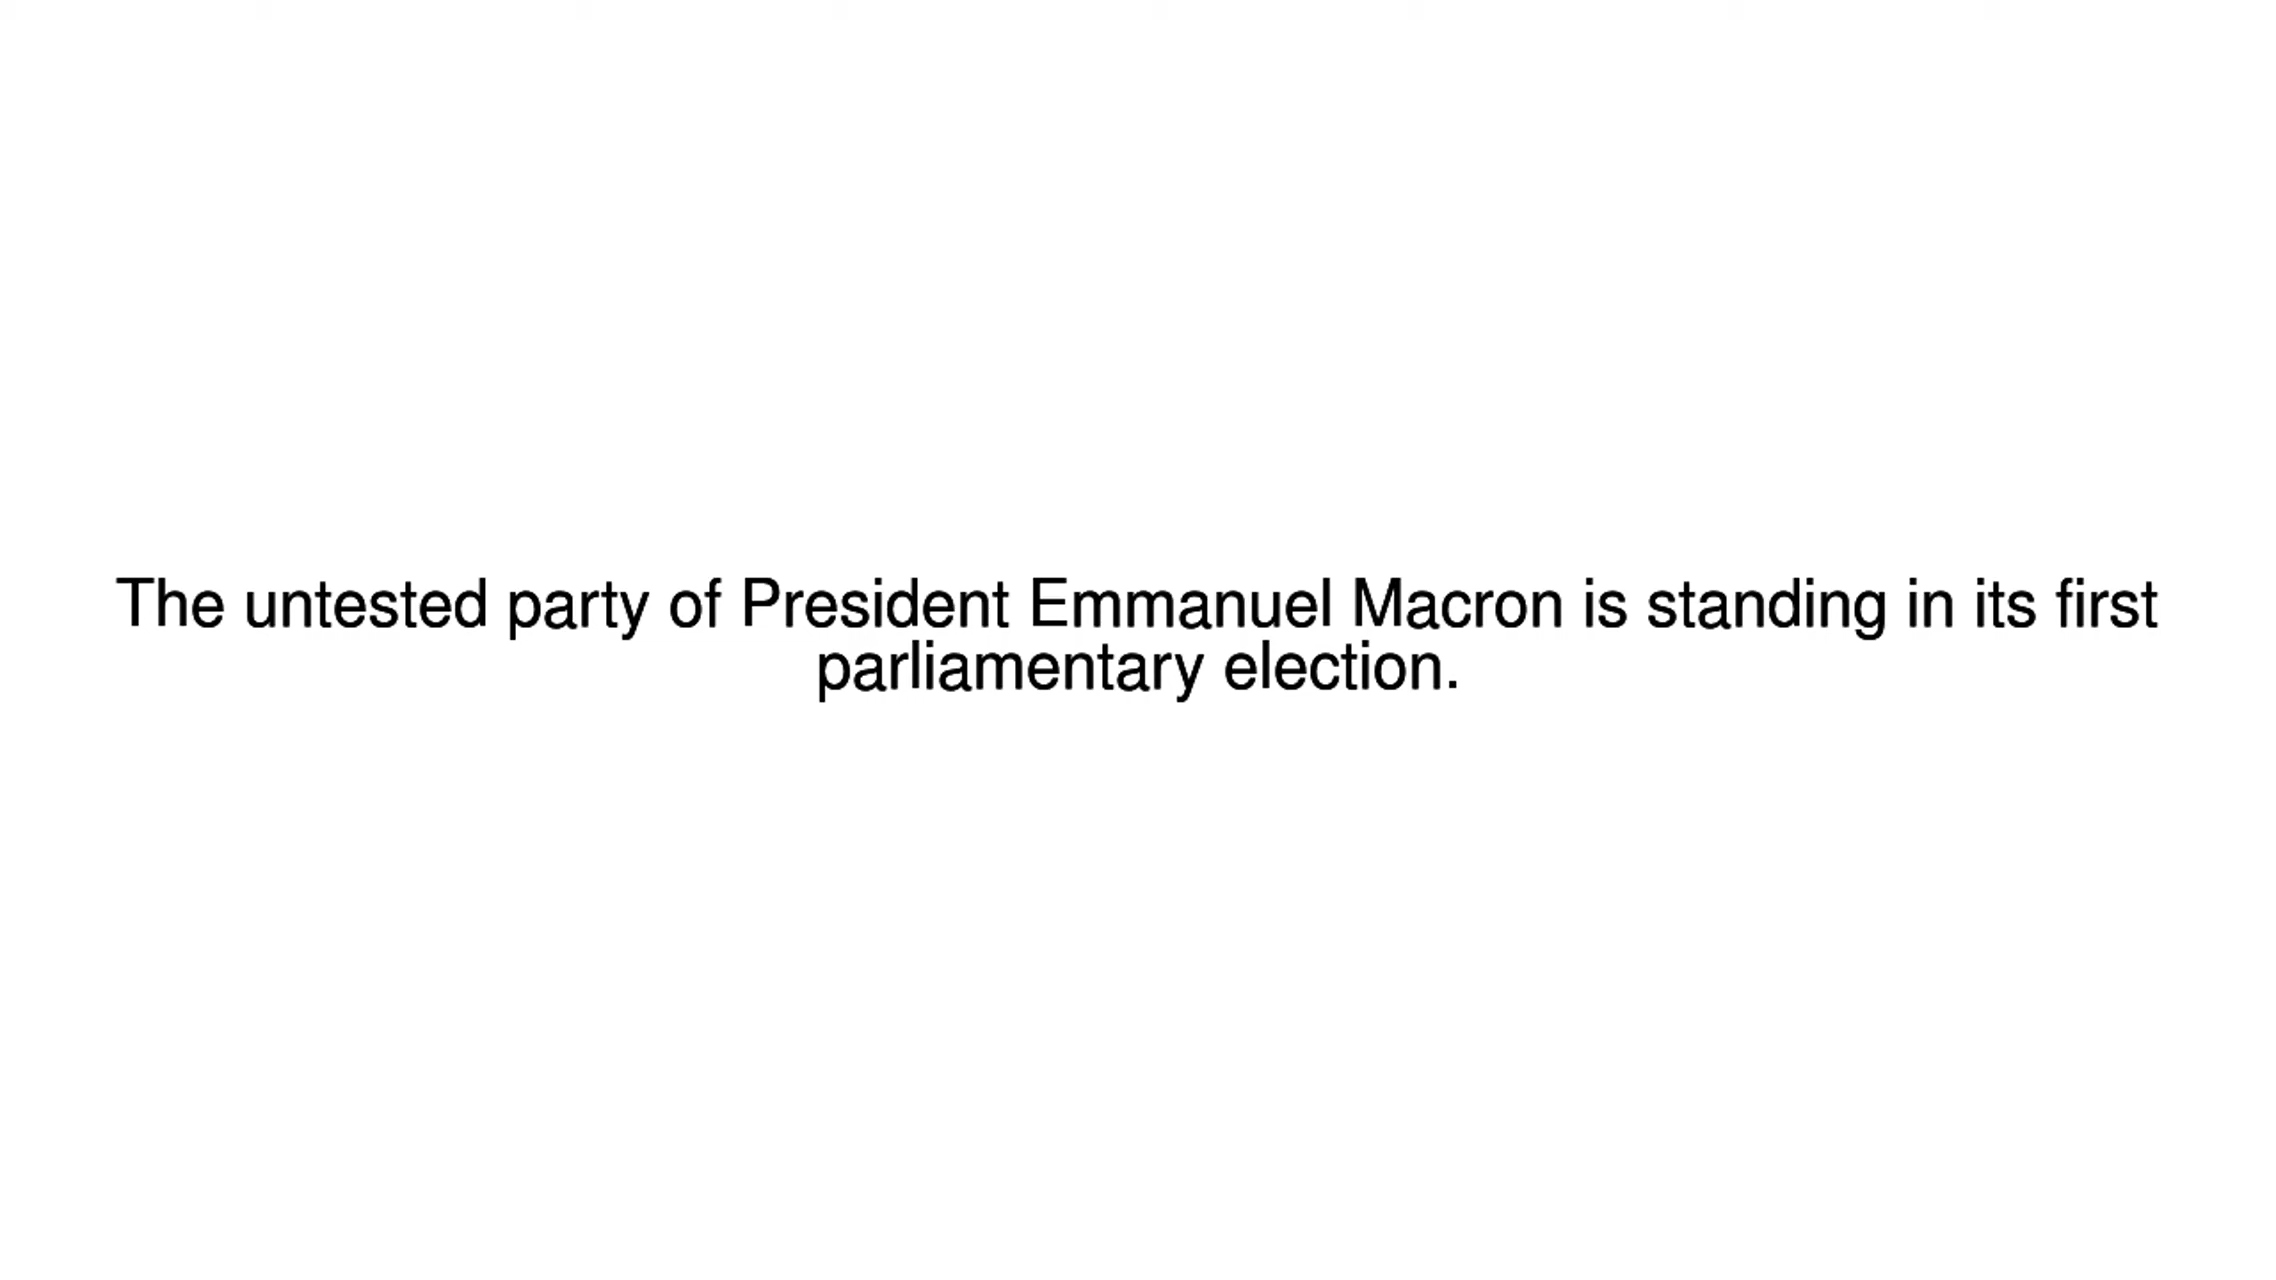 The untested party of President Emmanuel Macron is standing in its first
parliamentary election.